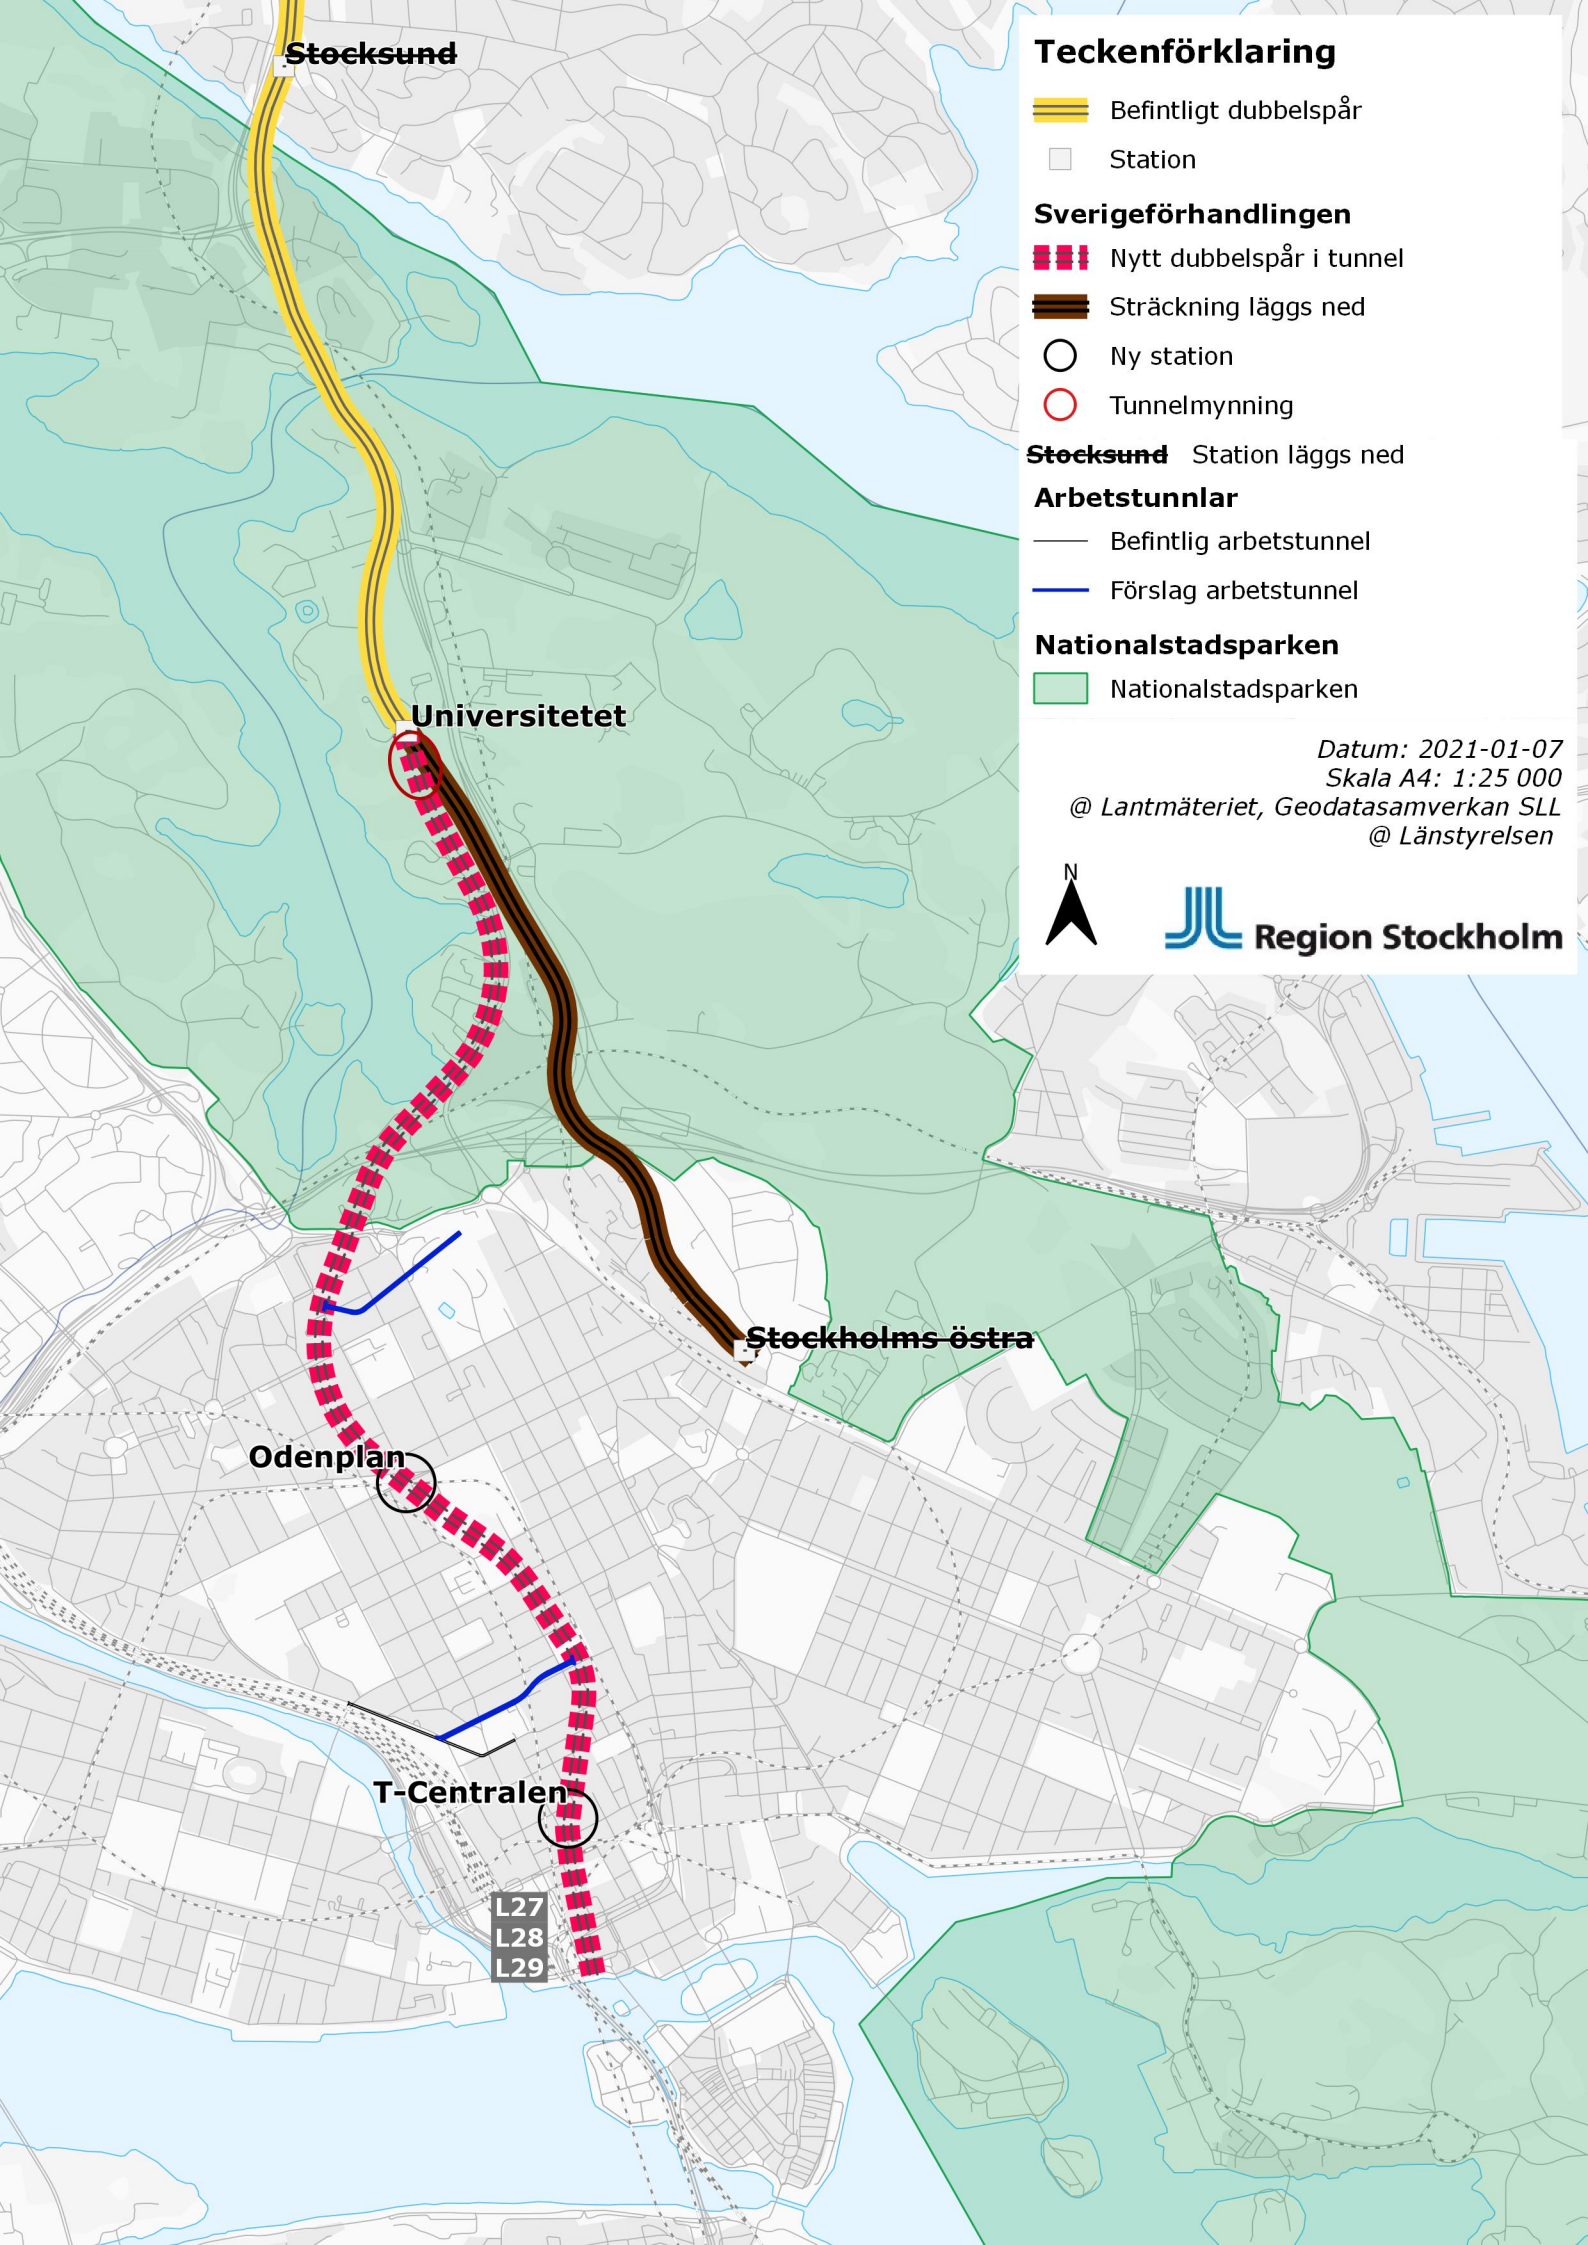 Stocksund
Universitetet
Stockholms östra
Odenplan
T-Centralen
L27
L28
L29
Teckenförklaring
Befintligt dubbelspår
Station
Sverigeförhandlingen
Nytt dubbelspår i tunnel
Sträckning läggs ned
Ny station
Tunnelmynning
Stocksund Station läggs ned
Arbetstunnlar
Befintlig arbetstunnel
Förslag arbetstunnel
Nationalstadsparken
Nationalstadsparken
Datum: 2021-01-07
Skala A4: 1:25 000
@ Lantmäteriet, Geodatasamverkan SLL
@ Länstyrelsen
N
Region Stockholm